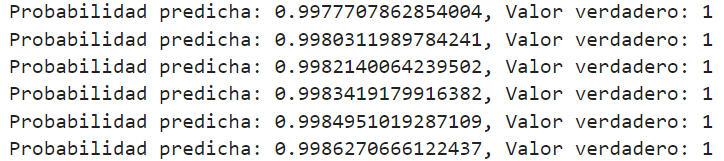 Probabilidad predicha: 0.9977707862854004, Valor verdadero: 1
Probabilidad predicha: 0.9980311989784241, Valor verdadero: 1
Probabilidad predicha: 0.9982140064239502, Valor verdadero: 1
Probabilidad predicha: 0.9983419179916382, Valor verdadero: 1
Probabilidad predicha: 0.9984951019287109, Valor verdadero: 1
Probabilidad predicha: 0.9986270666122437, Valor verdadero: 1